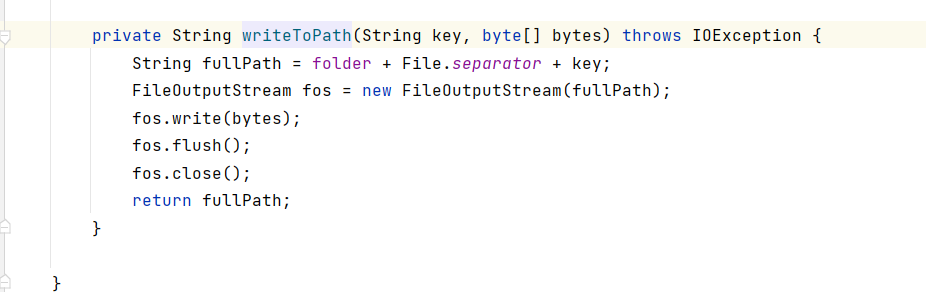 private String writeToPath(String key, byte[] bytes) throws IOException {
String fullPath = folder + File.separator + key;
FileOutputStream fos = new FileOutputStream(fullPath);
fos.write(bytes);
fos.flush();
fos.close();
return fullPath;
}
}